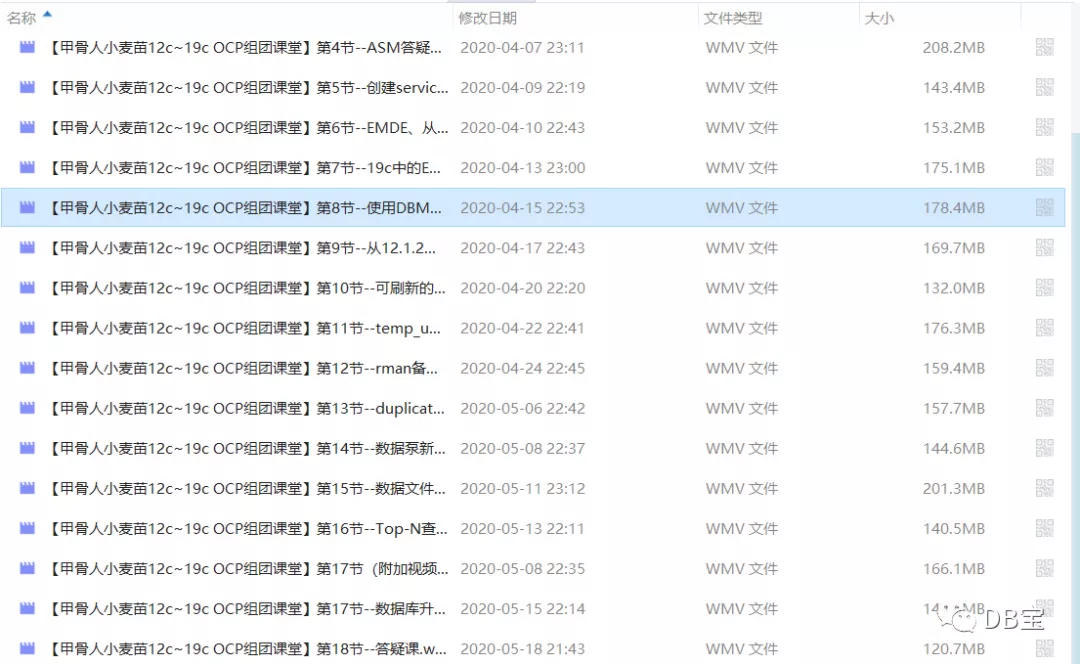 名称 修改日期 文件类型 大小
【甲骨人小麦苗12c~19c OCP组团课堂】第4节--ASM答疑... 2020-04-07 23:11 WMV 文件 208.2MB
【甲骨人小麦苗12c~19c OCP组团课堂】第5节--创建servic... 2020-04-09 22:19 WMV 文件 143.4MB
【甲骨人小麦苗12c~19c OCP组团课堂】第6节--EMDE、从... 2020-04-10 22:43 WMV 文件 153.2MB
【甲骨人小麦苗12c~19c OCP组团课堂】第7节--19c中的E... 2020-04-13 23:00 WMV 文件 175.1MB
【甲骨人小麦苗12c~19c OCP组团课堂】第8节--使用DBM... 2020-04-15 22:53 WMV 文件 178.4MB
【甲骨人小麦苗12c~19c OCP组团课堂】第9节--从12.1.2... 2020-04-17 22:43 WMV 文件 169.7MB
【甲骨人小麦苗12c~19c OCP组团课堂】第10节--可刷新的... 2020-04-20 22:20 WMV 文件 132.0MB
【甲骨人小麦苗12c~19c OCP组团课堂】第11节--temp_u... 2020-04-22 22:41 WMV 文件 176.3MB
【甲骨人小麦苗12c~19c OCP组团课堂】第12节--rman备... 2020-04-24 22:45 WMV 文件 159.4MB
【甲骨人小麦苗12c~19c OCP组团课堂】第13节--duplicat... 2020-05-06 22:42 WMV 文件 157.7MB
【甲骨人小麦苗12c~19c OCP组团课堂】第14节--数据泵新... 2020-05-08 22:37 WMV 文件 144.6MB
【甲骨人小麦苗12c~19c OCP组团课堂】第15节--数据文件... 2020-05-11 23:12 WMV 文件 201.3MB
【甲骨人小麦苗12c~19c OCP组团课堂】第16节--Top-N查... 2020-05-13 22:11 WMV 文件 140.5MB
【甲骨人小麦苗12c~19c OCP组团课堂】第17节（附加视频... 2020-05-08 22:35 WMV 文件 166.1MB
【甲骨人小麦苗12c~19c OCP组团课堂】第17节--数据库升... 2020-05-15 22:14 WMV 文件
DB宝
【甲骨人小麦苗12c~19c OCP组团课堂】第18节--答疑课.w... 2020-05-18 21:43 WMV 文件 120.7MB